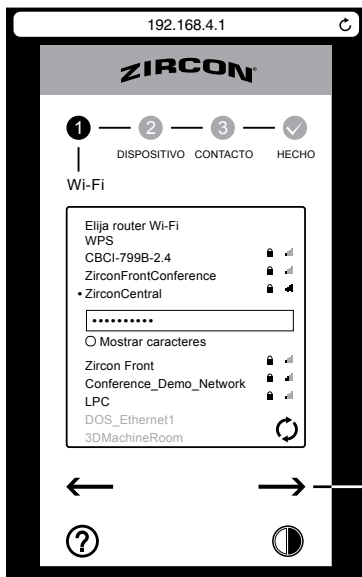 192.168.4.1
ZIRCON
1 2 3
DISPOSITIVO CONTACTO HECHO
Wi-Fi
Elija router Wi-Fi
WPS
CBCI-799B-2.4
ZirconFrontConference
•ZirconCentral
••••••••••
Mostrar caracteres
Zircon Front
Conference_Demo_Network
LPC
DOS_Ethernet1
3DMachineRoom
?